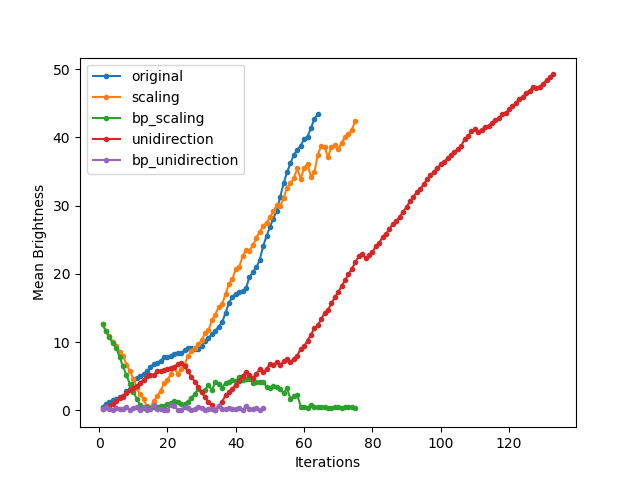 50
40
30
20
10
0
Mean Brightness
original
scaling
bp_scaling
unidirection
bp_unidirection
0 20 40 60 80 100 120
Iterations